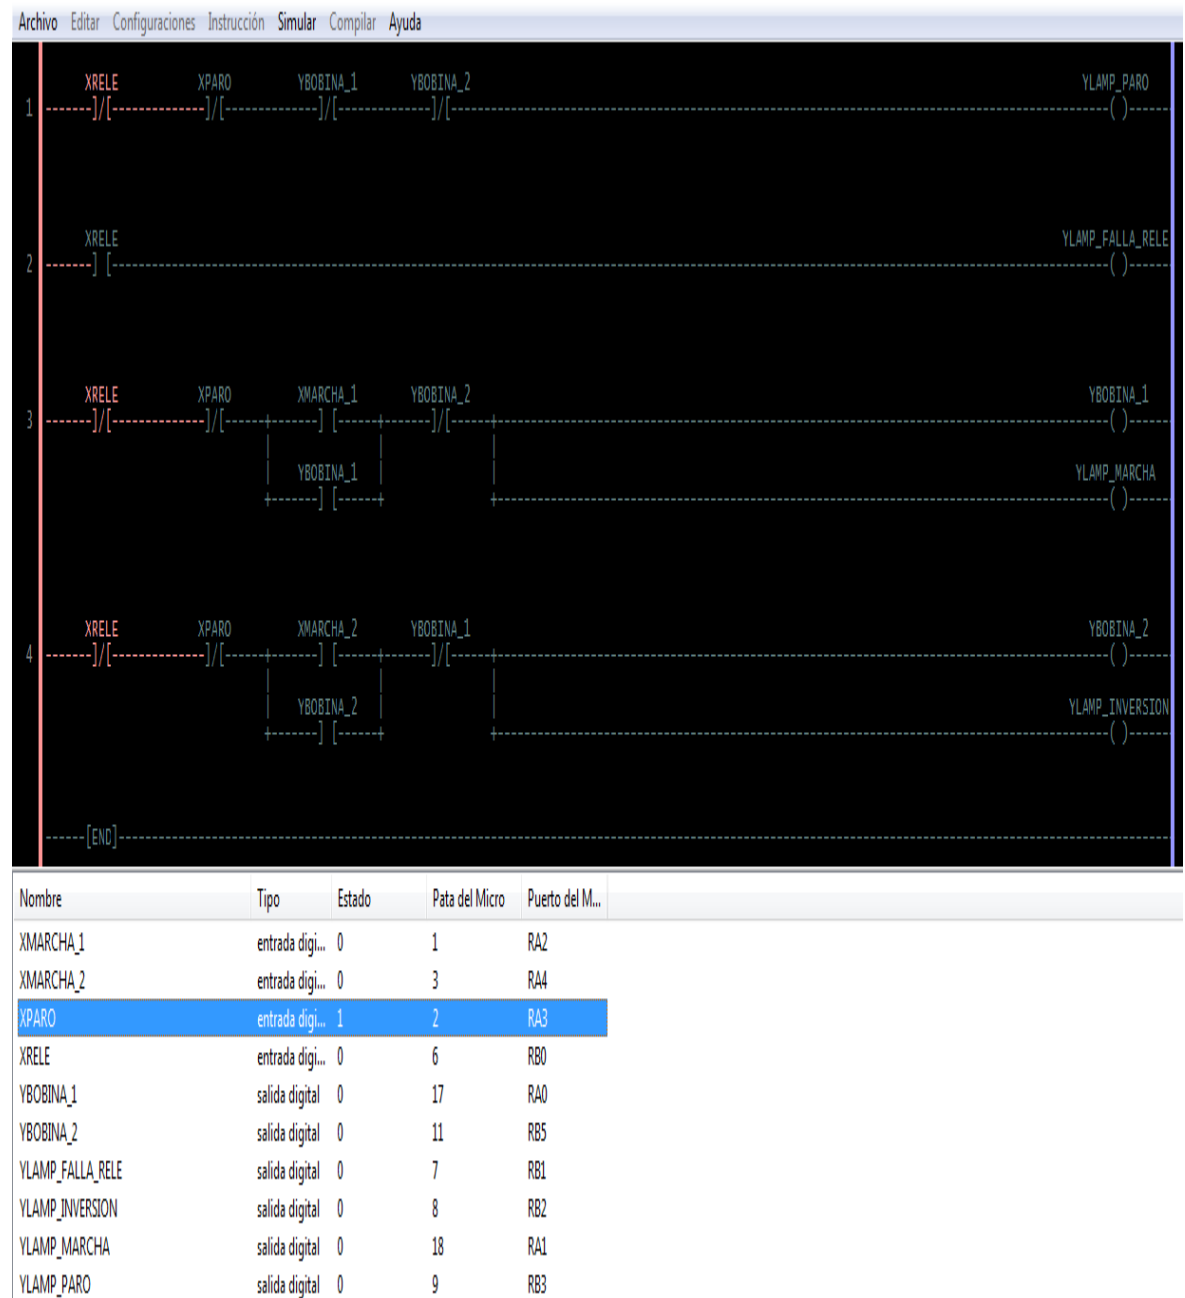 Archivo Editar Configuraciones Instrucción Simular Compilar Ayuda
XRELE XPARO YBOBINA_1 YBOBINA_2 YLAMP_PARO
1 ------]/[--------------]/[--------------]/[--------------]/[------( )------
XRELE YLAMP_FALLA_RELE
2 -------] [------( )------
XRELE XPARO XMARCHA_1 YBOBINA_2 YBOBINA_1
3 -------]/[--------------]/[-----+-------] [------+------]/[------+------( )------
YBOBINA_1 YLAMP_MARCHA
+-------] [------+ +------( )------
XRELE XPARO XMARCHA_2 YBOBINA_1 YBOBINA_2
4 -------]/[--------------]/[-----+-------] [------+------]/[------+------( )------
YBOBINA_2 YLAMP_INVERSION
+-------] [------+ +------( )------
------[END]------
Nombre Tipo Estado Pata del Micro Puerto del M...
XMARCHA_1 entrada digi... 0 1 RA2
XMARCHA_2 entrada digi... 0 3 RA4
XPARO entrada digi... 1 2 RA3
XRELE entrada digi... 0 6 RB0
YBOBINA_1 salida digital 0 17 RA0
YBOBINA_2 salida digital 0 11 RB5
YLAMP_FALLA_RELE salida digital 0 7 RB1
YLAMP_INVERSION salida digital 0 8 RB2
YLAMP_MARCHA salida digital 0 18 RA1
YLAMP_PARO salida digital 0 9 RB3